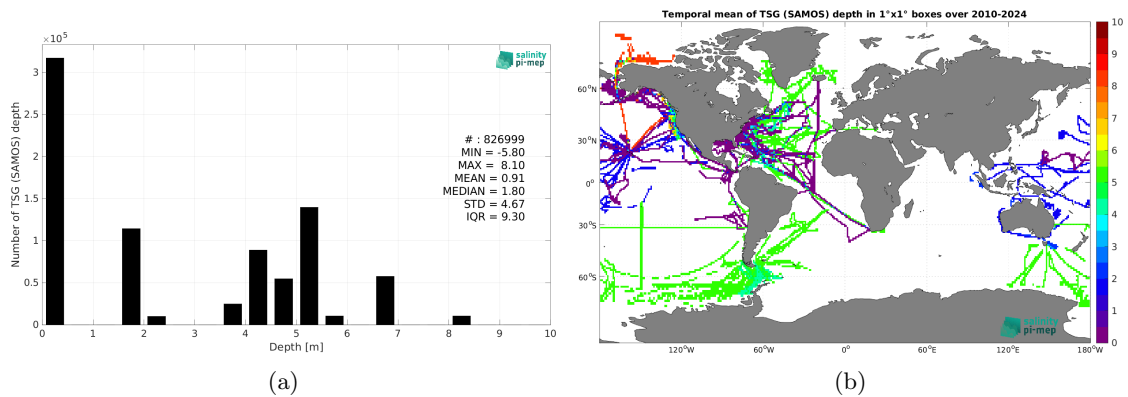 ×10⁵
3
2.5
2
1.5
1
0.5
0
0 1 2 3 4 5 6 7 8 9 10
Number of TSG (SAMOS) depth
Depth [m]
salinity
pi-mep
# : 826999
MIN = -5.80
MAX = 8.10
MEAN = 0.91
MEDIAN = 1.80
STD = 4.67
IQR = 9.30
(a)
Temporal mean of TSG (SAMOS) depth in 1°x1° boxes over 2010-2024
60°N
30°N
0°
30°S
60°S
120°W 60°W 0° 60°E 120°E 180°W
salinity
pi-mep
10
9
8
7
6
5
4
3
2
1
0
(b)